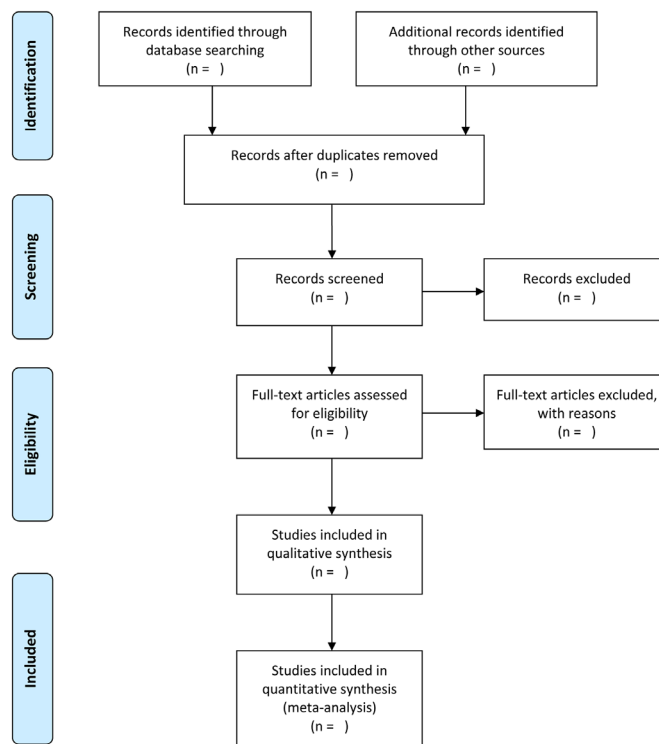 Identification
Records identified through
database searching
(n =   )
Additional records identified
through other sources
(n =   )
Records after duplicates removed
(n =   )
Screening
Records screened
(n =   )
Records excluded
(n =   )
Eligibility
Full-text articles assessed
for eligibility
(n =   )
Full-text articles excluded,
with reasons
(n =   )
Studies included in
qualitative synthesis
(n =   )
Included
Studies included in
quantitative synthesis
(meta-analysis)
(n =   )